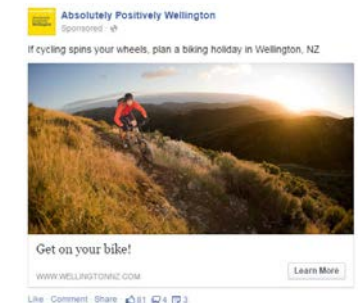 Absolutely Positively Wellington
Sponsored ·
If cycling spins your wheels, plan a biking holiday in Wellington, NZ
Get on your bike!
WWW.WELLINGTONNZ.COM
Learn More
Like · Comment · Share · 81 4 3